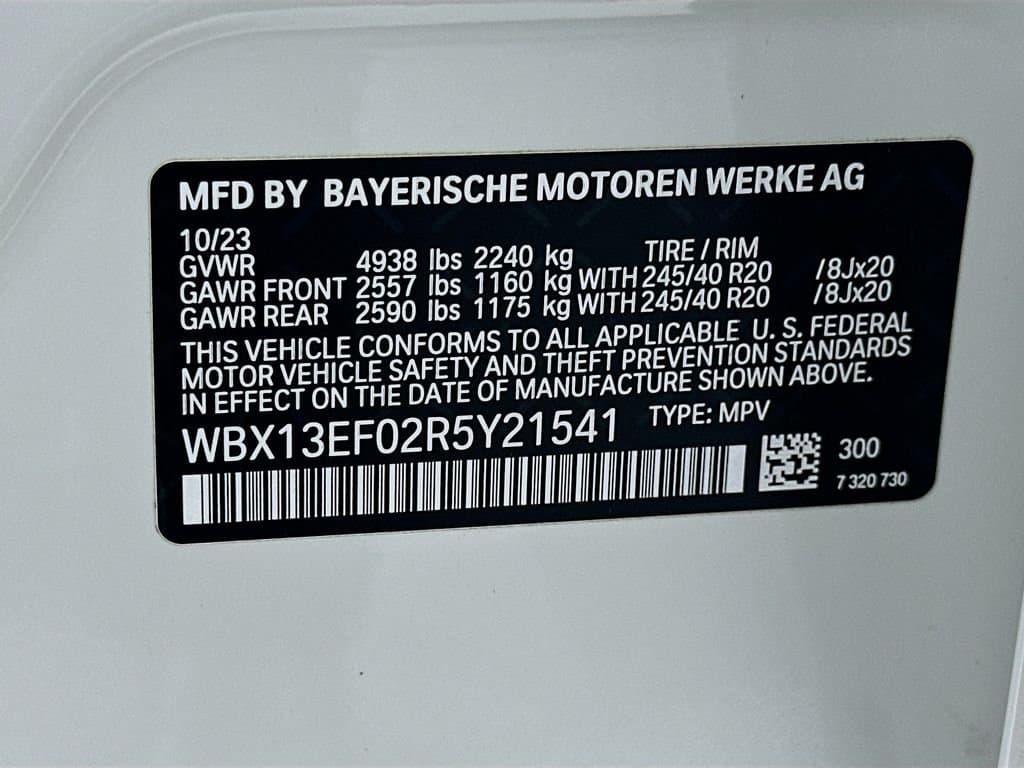 MFD BY BAYERISCHE MOTOREN WERKE AG
10/23
GVWR 4938 lbs 2240 kg TIRE / RIM
GAWR FRONT 2557 lbs 1160 kg WITH 245/40 R20 /8Jx20
GAWR REAR 2590 lbs 1175 kg WITH 245/40 R20 /8Jx20
THIS VEHICLE CONFORMS TO ALL APPLICABLE U. S. FEDERAL
MOTOR VEHICLE SAFETY AND THEFT PREVENTION STANDARDS
IN EFFECT ON THE DATE OF MANUFACTURE SHOWN ABOVE.
WBX13EF02R5Y21541 TYPE: MPV
300
7 320 730